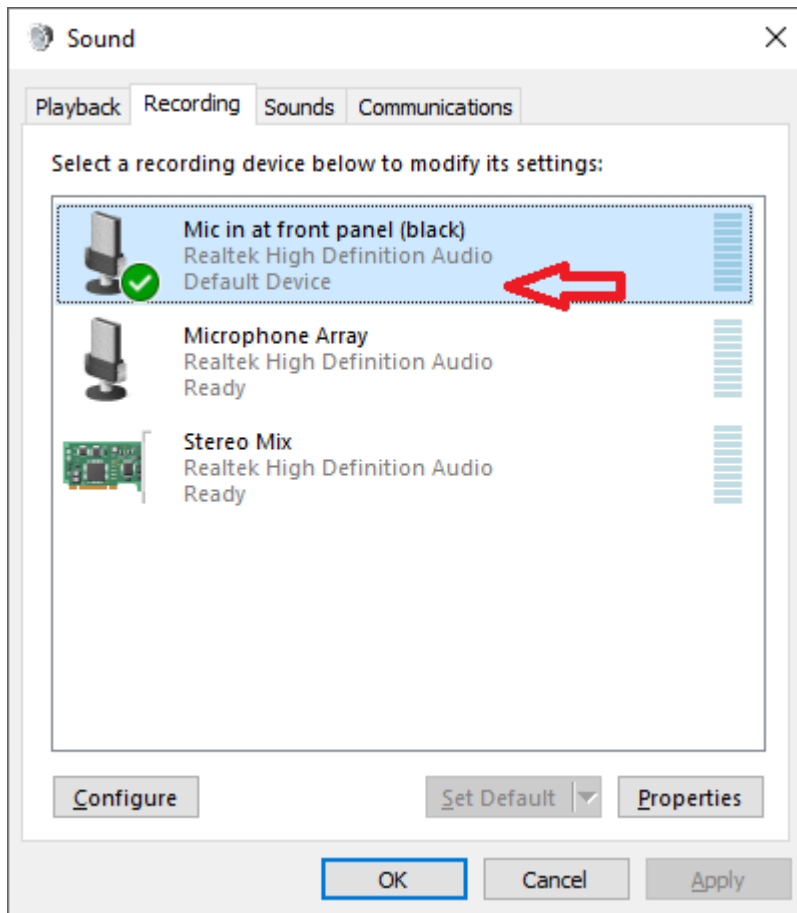 Sound
Playback Recording Sounds Communications
Select a recording device below to modify its settings:
Mic in at front panel (black)
Realtek High Definition Audio
Default Device
Microphone Array
Realtek High Definition Audio
Ready
Stereo Mix
Realtek High Definition Audio
Ready
Configure Set Default Properties
OK Cancel Apply